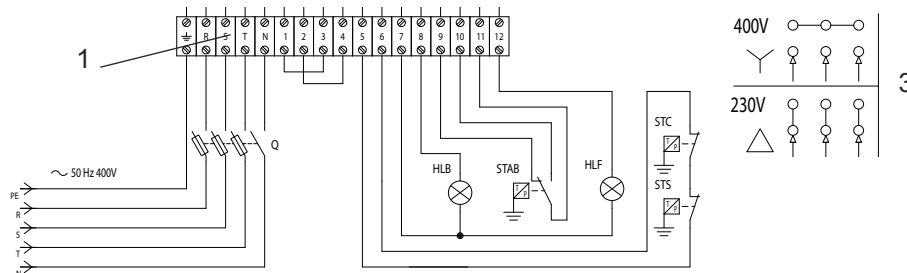 R S T N 1 2 3 4 5 6 7 8 9 10 11 12
1
400V
3
230V
STC
T P
Q
50 Hz 400V
HLB
STAB
T P
HLF
STS
T P
PE
R
S
T
N